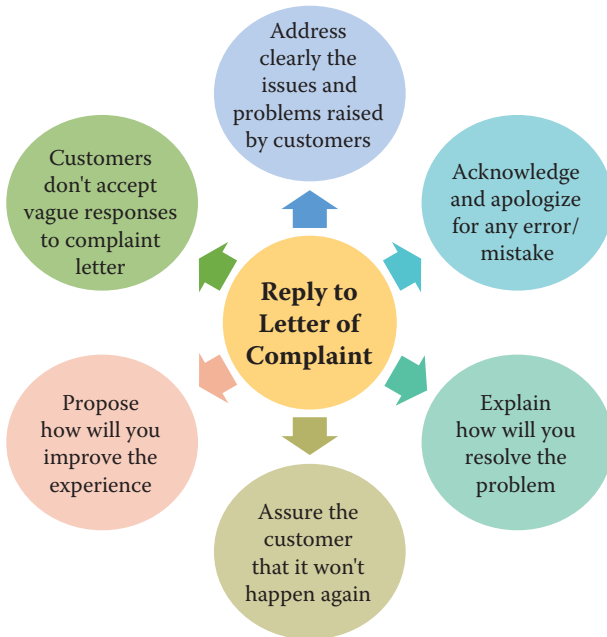 Address
clearly the
issues and
problems raised
by customers
Customers
don't accept
vague responses
to complaint
letter
Acknowledge
and apologize
for any error/
mistake
Reply to
Letter of
Complaint
Propose
how will you
improve the
experience
Explain
how will you
resolve the
problem
Assure the
customer
that it won't
happen again